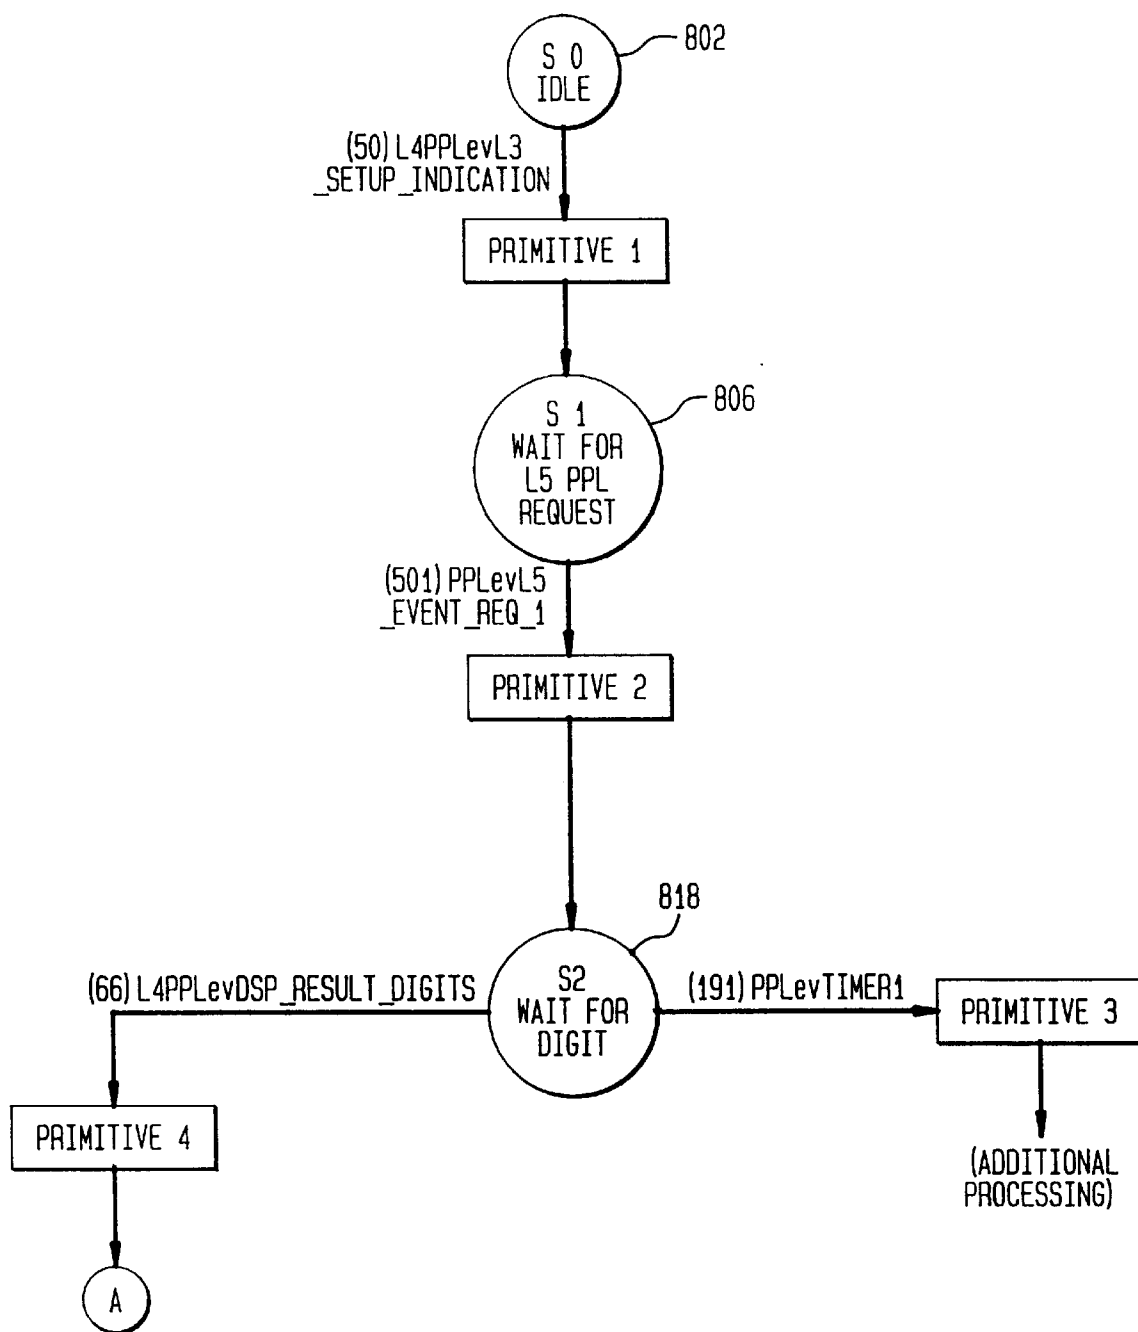 S 0
IDLE
802
(50) L4PPLevL3
_SETUP_INDICATION
PRIMITIVE 1
S 1
WAIT FOR
L5 PPL
REQUEST
806
(501) PPLevL5
_EVENT_REQ_1
PRIMITIVE 2
818
S2
WAIT FOR
DIGIT
(66) L4PPLevDSP_RESULT_DIGITS
(191) PPLevTIMER1
PRIMITIVE 3
PRIMITIVE 4
(ADDITIONAL
PROCESSING)
A